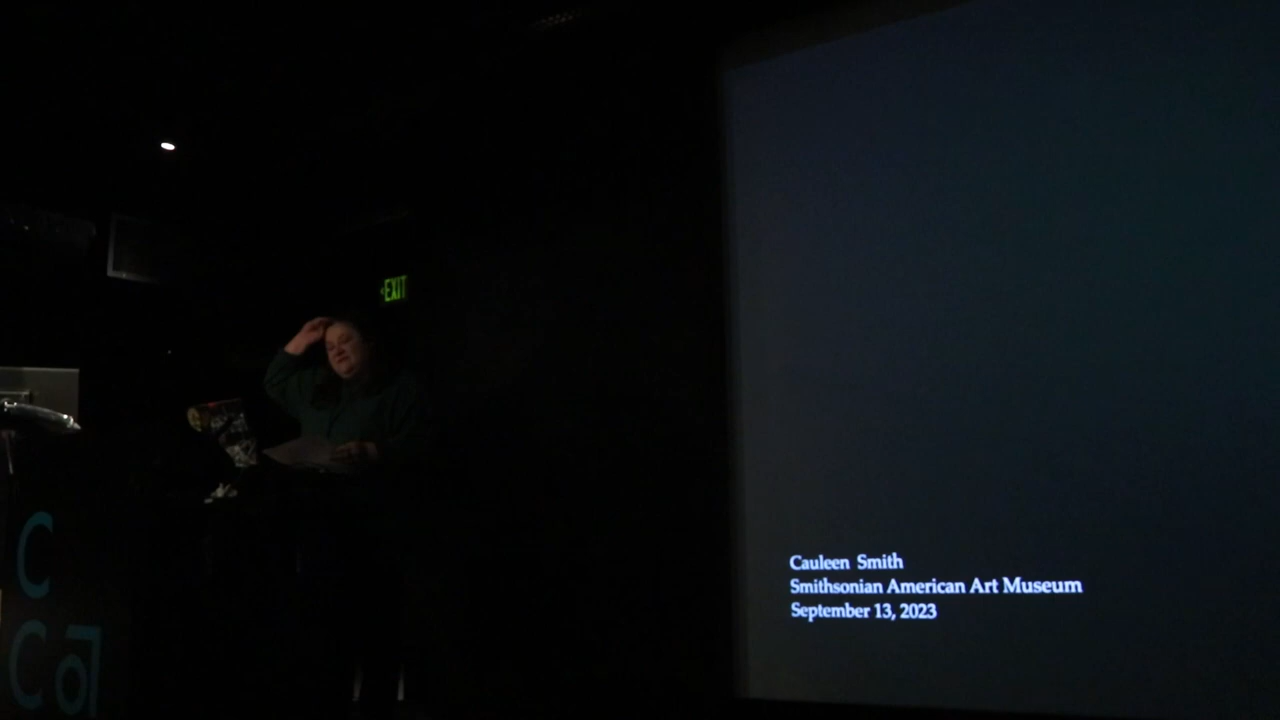 EXIT
Cauleen Smith
Smithsonian American Art Museum
September 13, 2023
C
C a